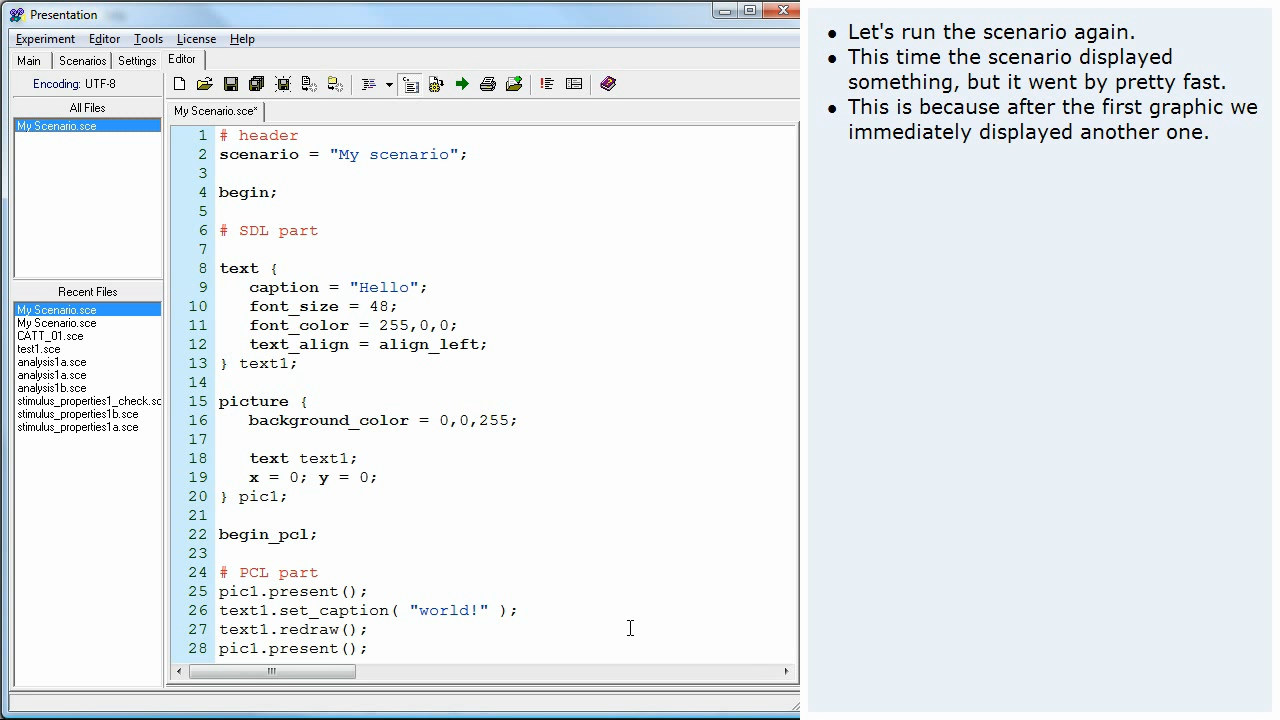 Presentation
Experiment Editor Tools License Help
Main Scenarios Settings Editor
Encoding: UTF-8
All Files
My Scenario.sce
Recent Files
My Scenario.sce
My Scenario.sce
CATT_01.sce
test1.sce
analysis1a.sce
analysis1a.sce
analysis1b.sce
stimulus_properties1_check.sc
stimulus_properties1b.sce
stimulus_properties1a.sce
My Scenario.sce*
1 # header
2 scenario = "My scenario";
3
4 begin;
5
6 # SDL part
7
8 text {
9 caption = "Hello";
10 font_size = 48;
11 font_color = 255,0,0;
12 text_align = align_left;
13 } text1;
14
15 picture {
16 background_color = 0,0,255;
17
18 text text1;
19 x = 0; y = 0;
20 } pic1;
21
22 begin_pcl;
23
24 # PCL part
25 pic1.present();
26 text1.set_caption( "world!" );
27 text1.redraw();
28 pic1.present();
• Let's run the scenario again.
• This time the scenario displayed
something, but it went by pretty fast.
• This is because after the first graphic we
immediately displayed another one.